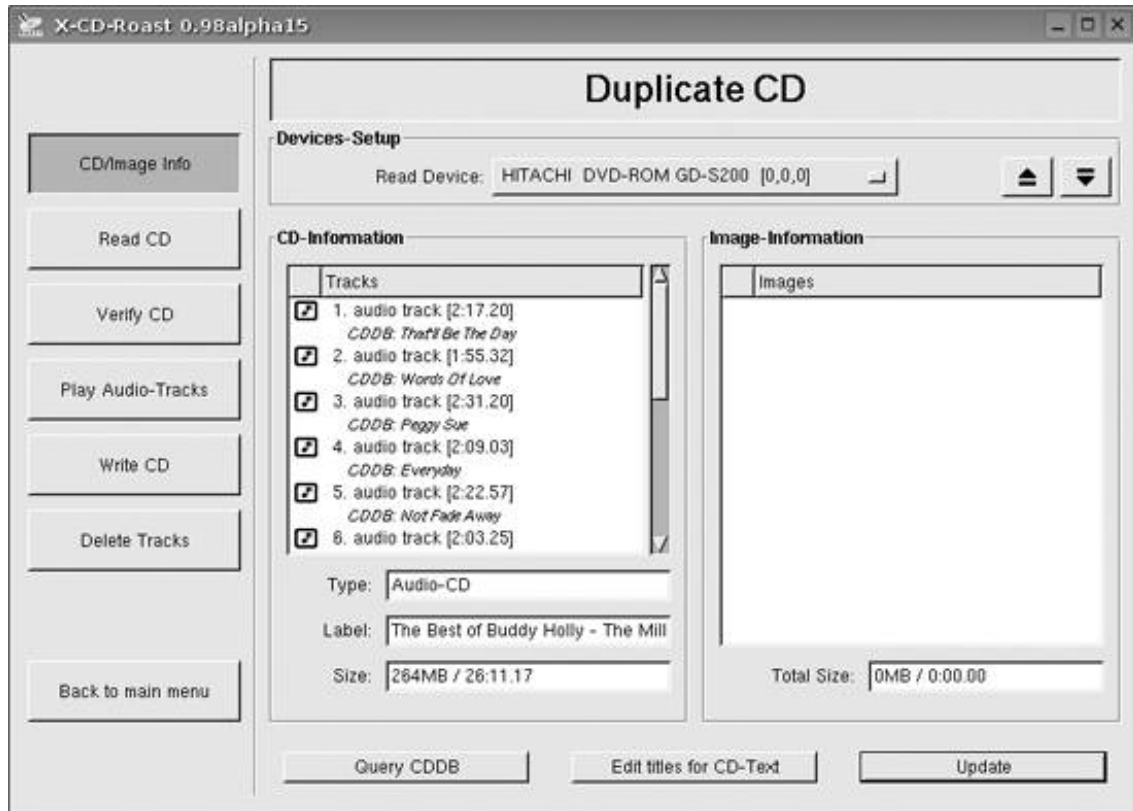 X-CD-Roast 0.98alpha15
Duplicate CD
CD/Image Info
Read CD
Verify CD
Play Audio-Tracks
Write CD
Delete Tracks
Back to main menu
Devices-Setup
Read Device: HITACHI DVD-ROM GD-S200 [0,0,0]
CD-Information
Tracks
1. audio track [2:17.20]
CDDB: That'll Be The Day
2. audio track [1:55.32]
CDDB: Words Of Love
3. audio track [2:31.20]
CDDB: Peggy Sue
4. audio track [2:09.03]
CDDB: Everyday
5. audio track [2:22.57]
CDDB: Not Fade Away
6. audio track [2:03.25]
Type: Audio-CD
Label: The Best of Buddy Holly - The Mill
Size: 264MB / 26:11.17
Image-Information
Images
Total Size: 0MB / 0:00.00
Query CDDB
Edit titles for CD-Text
Update